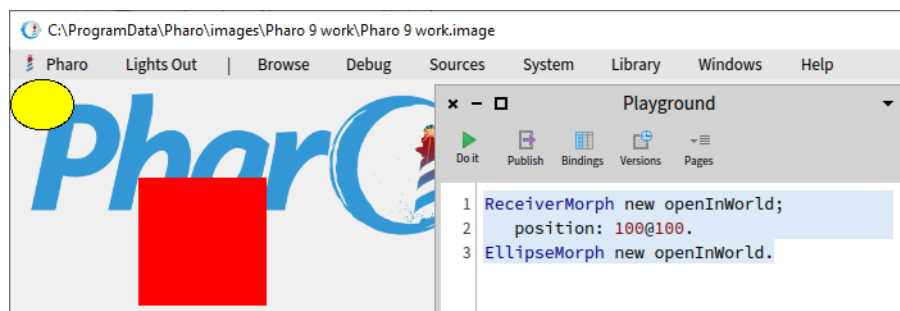 C:\ProgramData\Pharo\images\Pharo 9 work\Pharo 9 work.image
Pharo Lights Out | Browse Debug Sources System Library Windows Help
Pharo
× − Playground
Do it Publish Bindings Versions Pages
1 ReceiverMorph new openInWorld;
2 position: 100@100.
3 EllipseMorph new openInWorld.